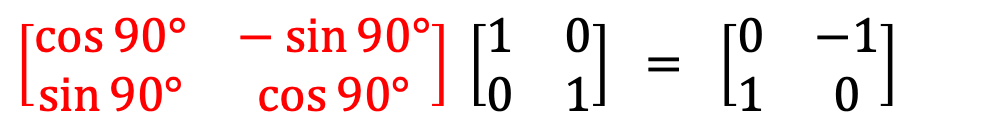 [cos 90° − sin 90°] [1 0] = [0 −1]
[sin 90° cos 90°] [0 1] [1 0]